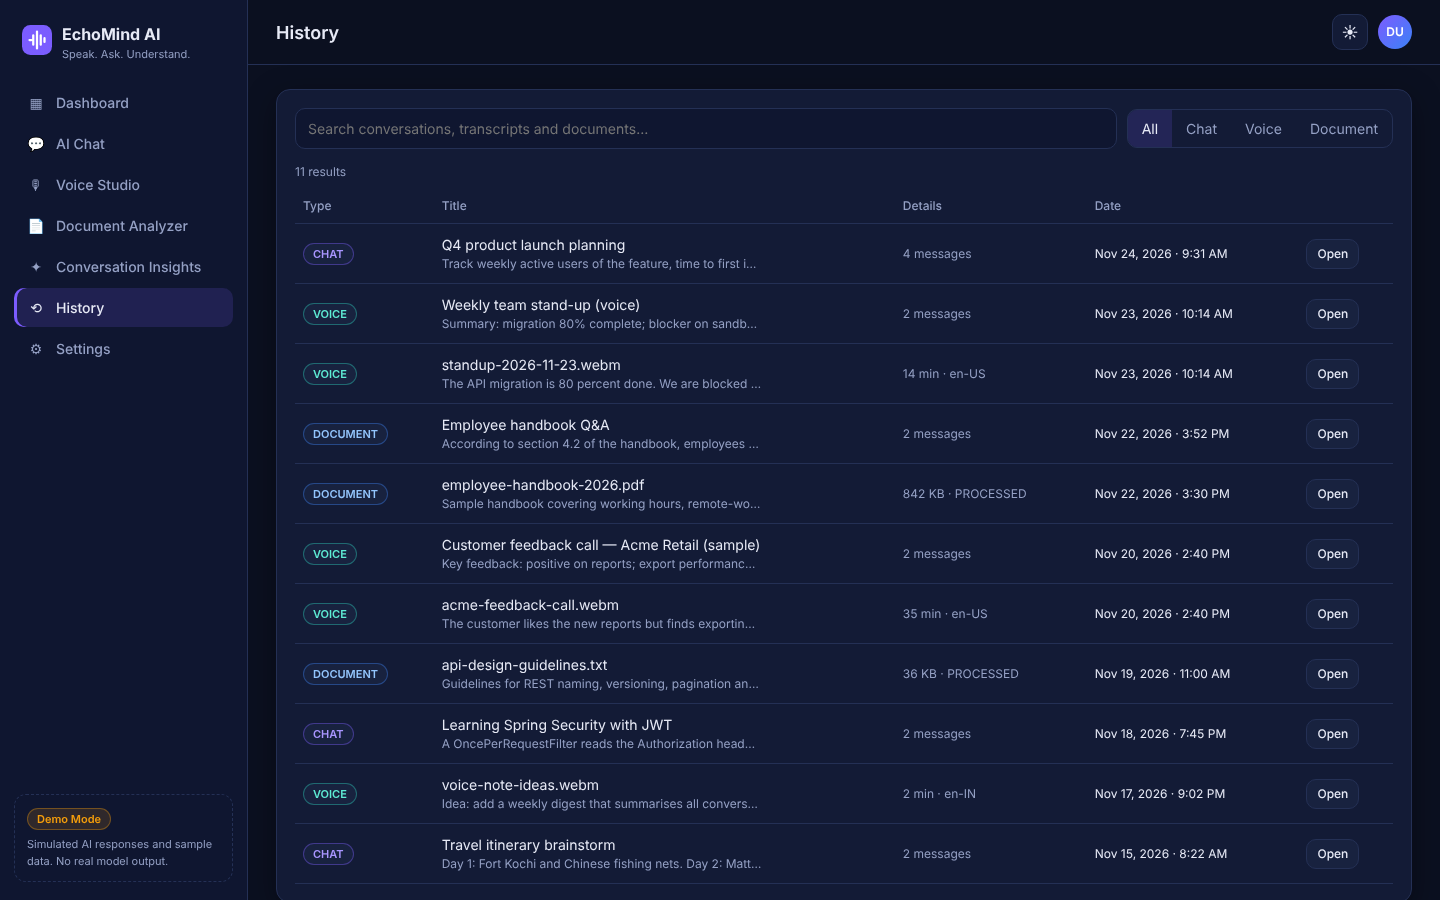 EchoMind AI
Speak. Ask. Understand.
Dashboard
AI Chat
Voice Studio
Document Analyzer
Conversation Insights
History
Settings
Demo Mode
Simulated AI responses and sample
data. No real model output.
History
DU
Search conversations, transcripts and documents...
All Chat Voice Document
11 results
Type Title Details Date
CHAT Q4 product launch planning 4 messages Nov 24, 2026 · 9:31 AM Open
Track weekly active users of the feature, time to first i...
VOICE Weekly team stand-up (voice) 2 messages Nov 23, 2026 · 10:14 AM Open
Summary: migration 80% complete; blocker on sandb...
VOICE standup-2026-11-23.webm 14 min · en-US Nov 23, 2026 · 10:14 AM Open
The API migration is 80 percent done. We are blocked ...
DOCUMENT Employee handbook Q&A 2 messages Nov 22, 2026 · 3:52 PM Open
According to section 4.2 of the handbook, employees ...
DOCUMENT employee-handbook-2026.pdf 842 KB · PROCESSED Nov 22, 2026 · 3:30 PM Open
Sample handbook covering working hours, remote-wo...
VOICE Customer feedback call — Acme Retail (sample) 2 messages Nov 20, 2026 · 2:40 PM Open
Key feedback: positive on reports; export performanc...
VOICE acme-feedback-call.webm 35 min · en-US Nov 20, 2026 · 2:40 PM Open
The customer likes the new reports but finds exportin...
DOCUMENT api-design-guidelines.txt 36 KB · PROCESSED Nov 19, 2026 · 11:00 AM Open
Guidelines for REST naming, versioning, pagination an...
CHAT Learning Spring Security with JWT 2 messages Nov 18, 2026 · 7:45 PM Open
A OncePerRequestFilter reads the Authorization head...
VOICE voice-note-ideas.webm 2 min · en-IN Nov 17, 2026 · 9:02 PM Open
Idea: add a weekly digest that summarises all convers...
CHAT Travel itinerary brainstorm 2 messages Nov 15, 2026 · 8:22 AM Open
Day 1: Fort Kochi and Chinese fishing nets. Day 2: Matt...